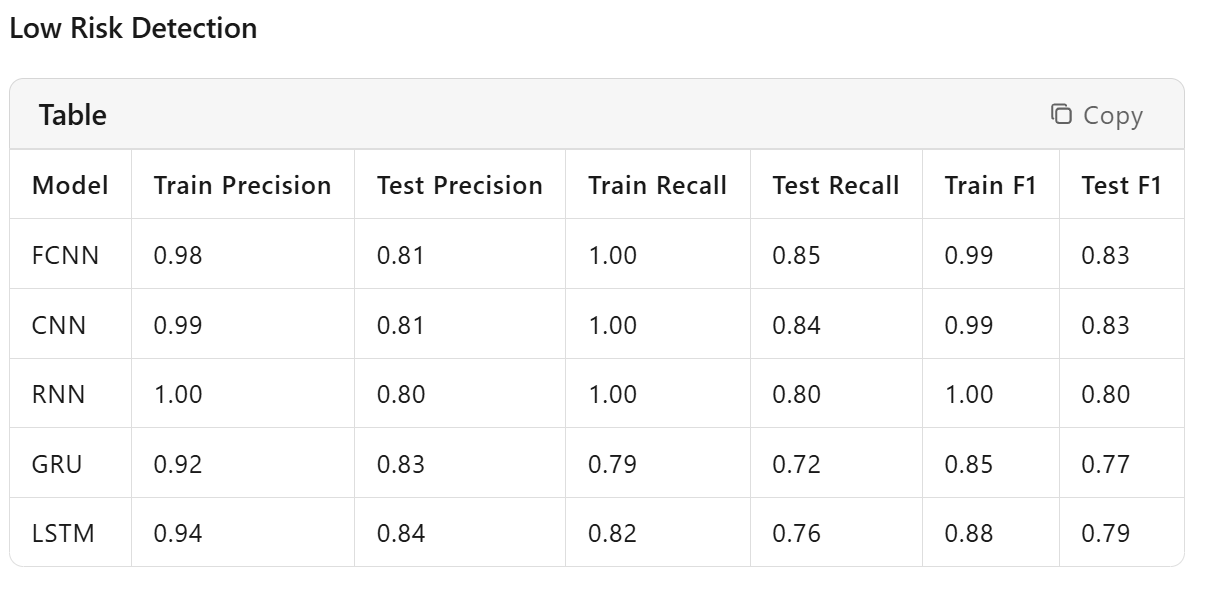 Low Risk Detection
Table Copy
Model Train Precision Test Precision Train Recall Test Recall Train F1 Test F1
FCNN 0.98 0.81 1.00 0.85 0.99 0.83
CNN 0.99 0.81 1.00 0.84 0.99 0.83
RNN 1.00 0.80 1.00 0.80 1.00 0.80
GRU 0.92 0.83 0.79 0.72 0.85 0.77
LSTM 0.94 0.84 0.82 0.76 0.88 0.79